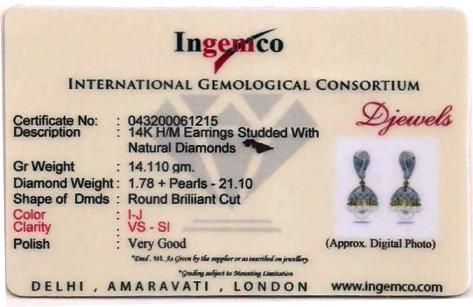 Ingemco
INTERNATIONAL GEMOLOGICAL CONSORTIUM
Certificate No: : 043200061215
Description : 14K H/M Earrings Studded With
Natural Diamonds
Djewels
Gr Weight : 14.110 gm.
Diamond Weight : 1.78 + Pearls - 21.10
Shape of Dmds : Round Brilliant Cut
Color : I-J
Clarity : VS - SI
Polish : Very Good
(Approx. Digital Photo)
*Dmd . Wt. As Given by the supplier or as inscribed on jewellery.
*Grading subject to Mounting Limitation
DELHI , AMARAVATI , LONDON
www.ingemco.com